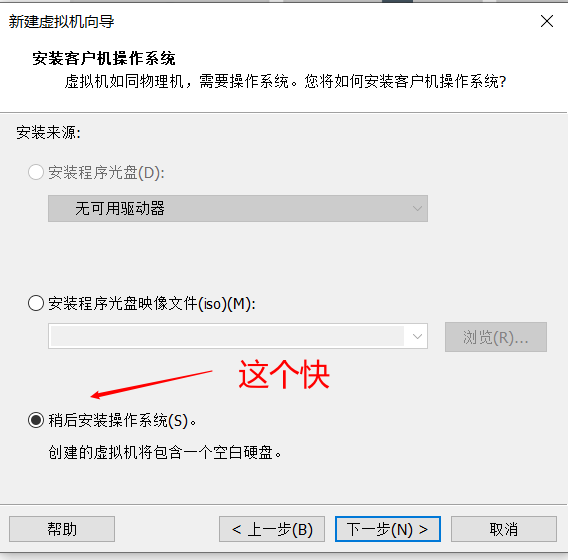 新建虚拟机向导
安装客户机操作系统
虚拟机如同物理机，需要操作系统。您将如何安装客户机操作系统?
安装来源:
安装程序光盘(D):
无可用驱动器
安装程序光盘映像文件(iso)(M):
浏览(R)...
这个快
稍后安装操作系统(S)。
创建的虚拟机将包含一个空白硬盘。
帮助
< 上一步(B)
下一步(N) >
取消